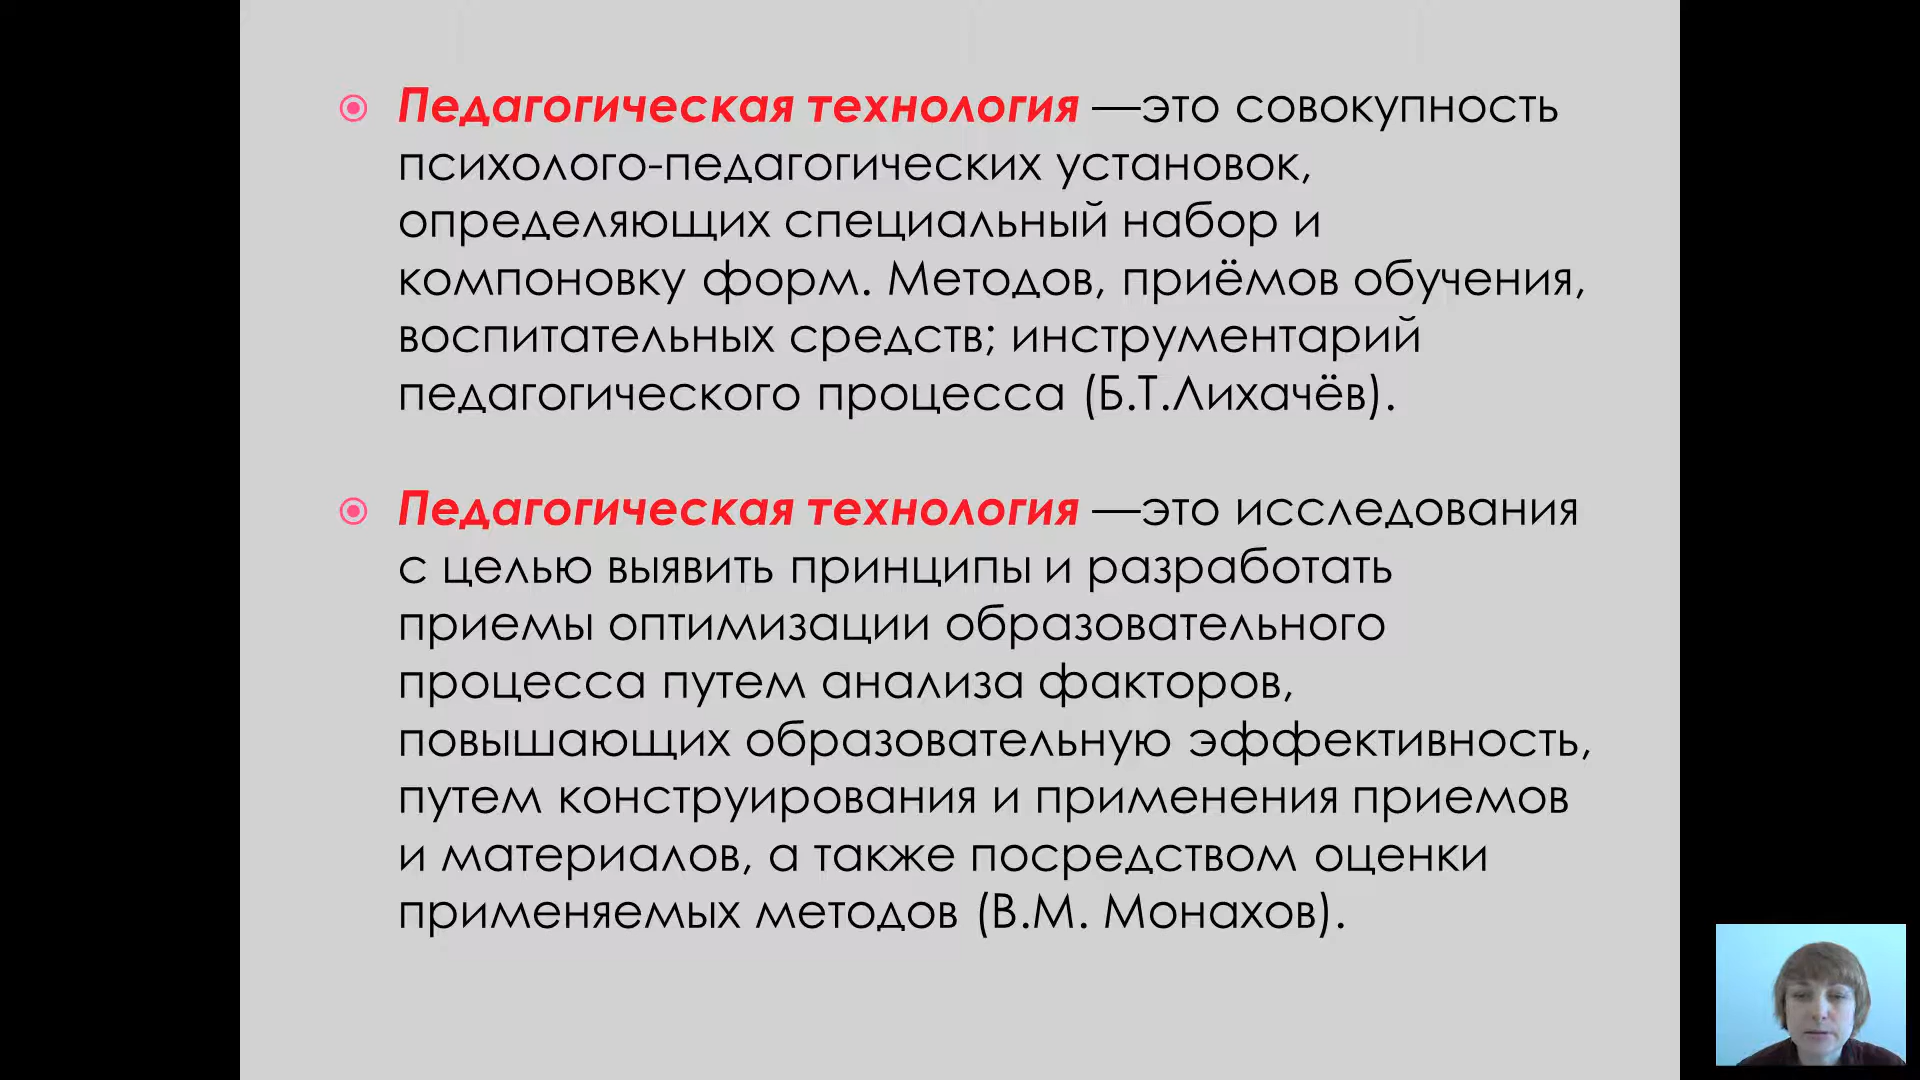 Педагогическая технология —это совокупность
психолого-педагогических установок,
определяющих специальный набор и
компоновку форм. Методов, приёмов обучения,
воспитательных средств; инструментарий
педагогического процесса (Б.Т.Лихачёв).
Педагогическая технология —это исследования
с целью выявить принципы и разработать
приемы оптимизации образовательного
процесса путем анализа факторов,
повышающих образовательную эффективность,
путем конструирования и применения приемов
и материалов, а также посредством оценки
применяемых методов (В.М. Монахов).